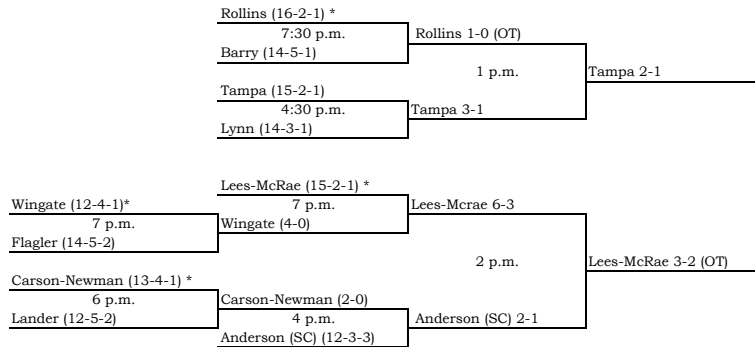 Rollins (16-2-1) *
7:30 p.m.
Rollins 1-0 (OT)
Barry (14-5-1)
1 p.m.
Tampa 2-1
Tampa (15-2-1)
4:30 p.m.
Tampa 3-1
Lynn (14-3-1)
Lees-McRae (15-2-1) *
Wingate (12-4-1)*
7 p.m.
Lees-Mcrae 6-3
7 p.m.
Wingate (4-0)
Flagler (14-5-2)
2 p.m.
Lees-McRae 3-2 (OT)
Carson-Newman (13-4-1) *
6 p.m.
Carson-Newman (2-0)
Lander (12-5-2)
4 p.m.
Anderson (SC) 2-1
Anderson (SC) (12-3-3)